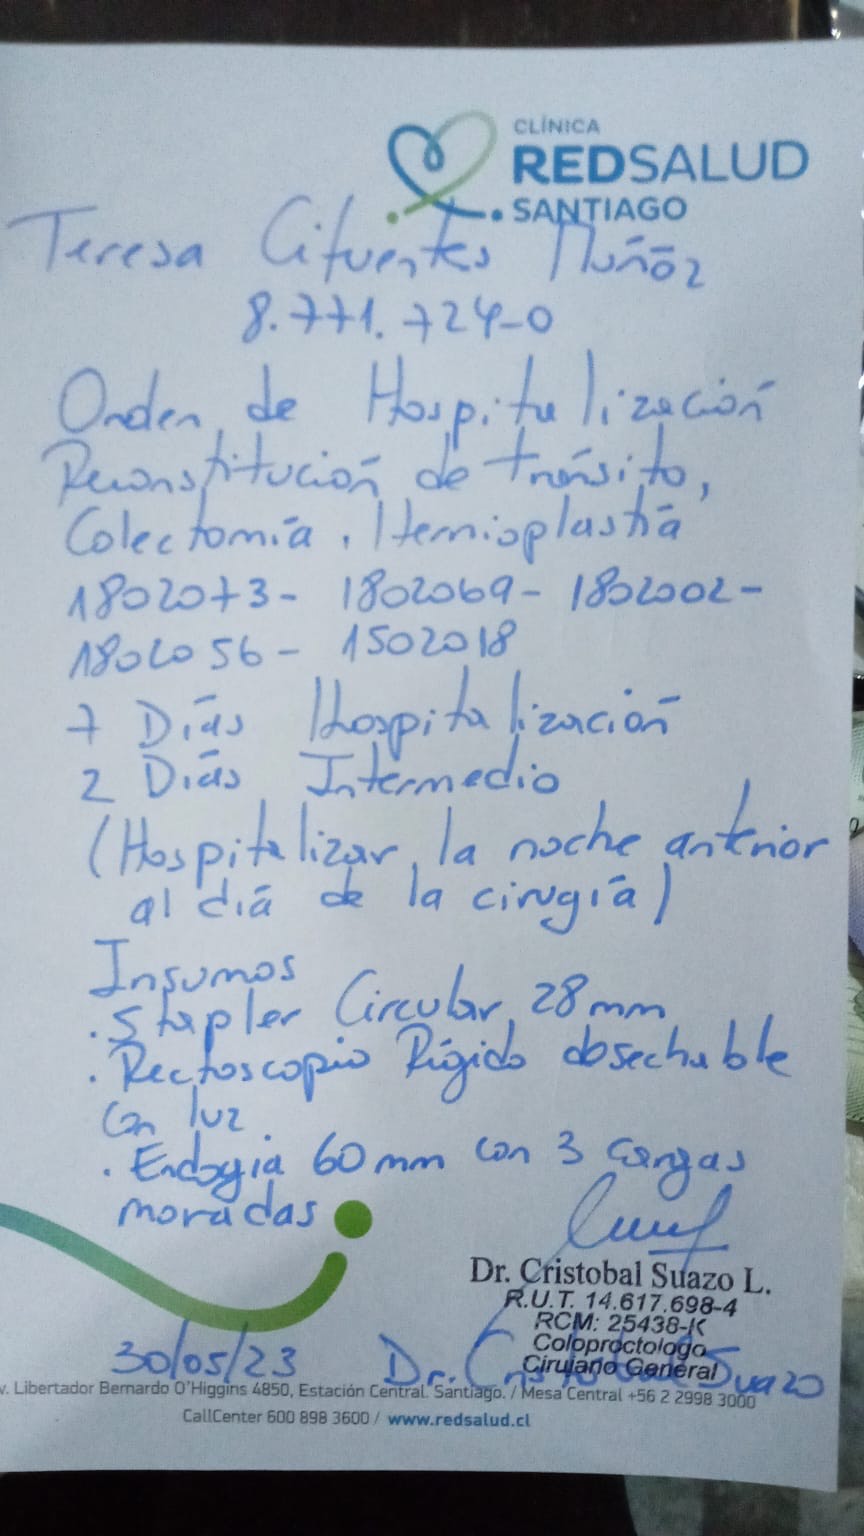 CLÍNICA
REDSALUD
SANTIAGO
Teresa Cifuentes Muñoz
8.771.724-0
Orden de Hospitalización
Reconstitución de tránsito,
Colectomía, Hernioplastía
1802073 - 1802069 - 1802002 -
1802056 - 1502018
7 Días Hospitalización
2 Días Intermedio
(Hospitalizar la noche anterior
al día de la cirugía)
Insumos
. Stapler Circular 28 mm
. Rectoscopio Rígido desechable
con luz
. Endogia 60 mm con 3 cargas
moradas
Dr. Cristobal Suazo L.
R.U.T. 14.617.698-4
RCM: 25438-K
Coloproctologo
Cirujano General
30/05/23 Dr. Cristobal Suazo
v. Libertador Bernardo O'Higgins 4850, Estación Central. Santiago. / Mesa Central +56 2 2998 3000
CallCenter 600 898 3600 / www.redsalud.cl